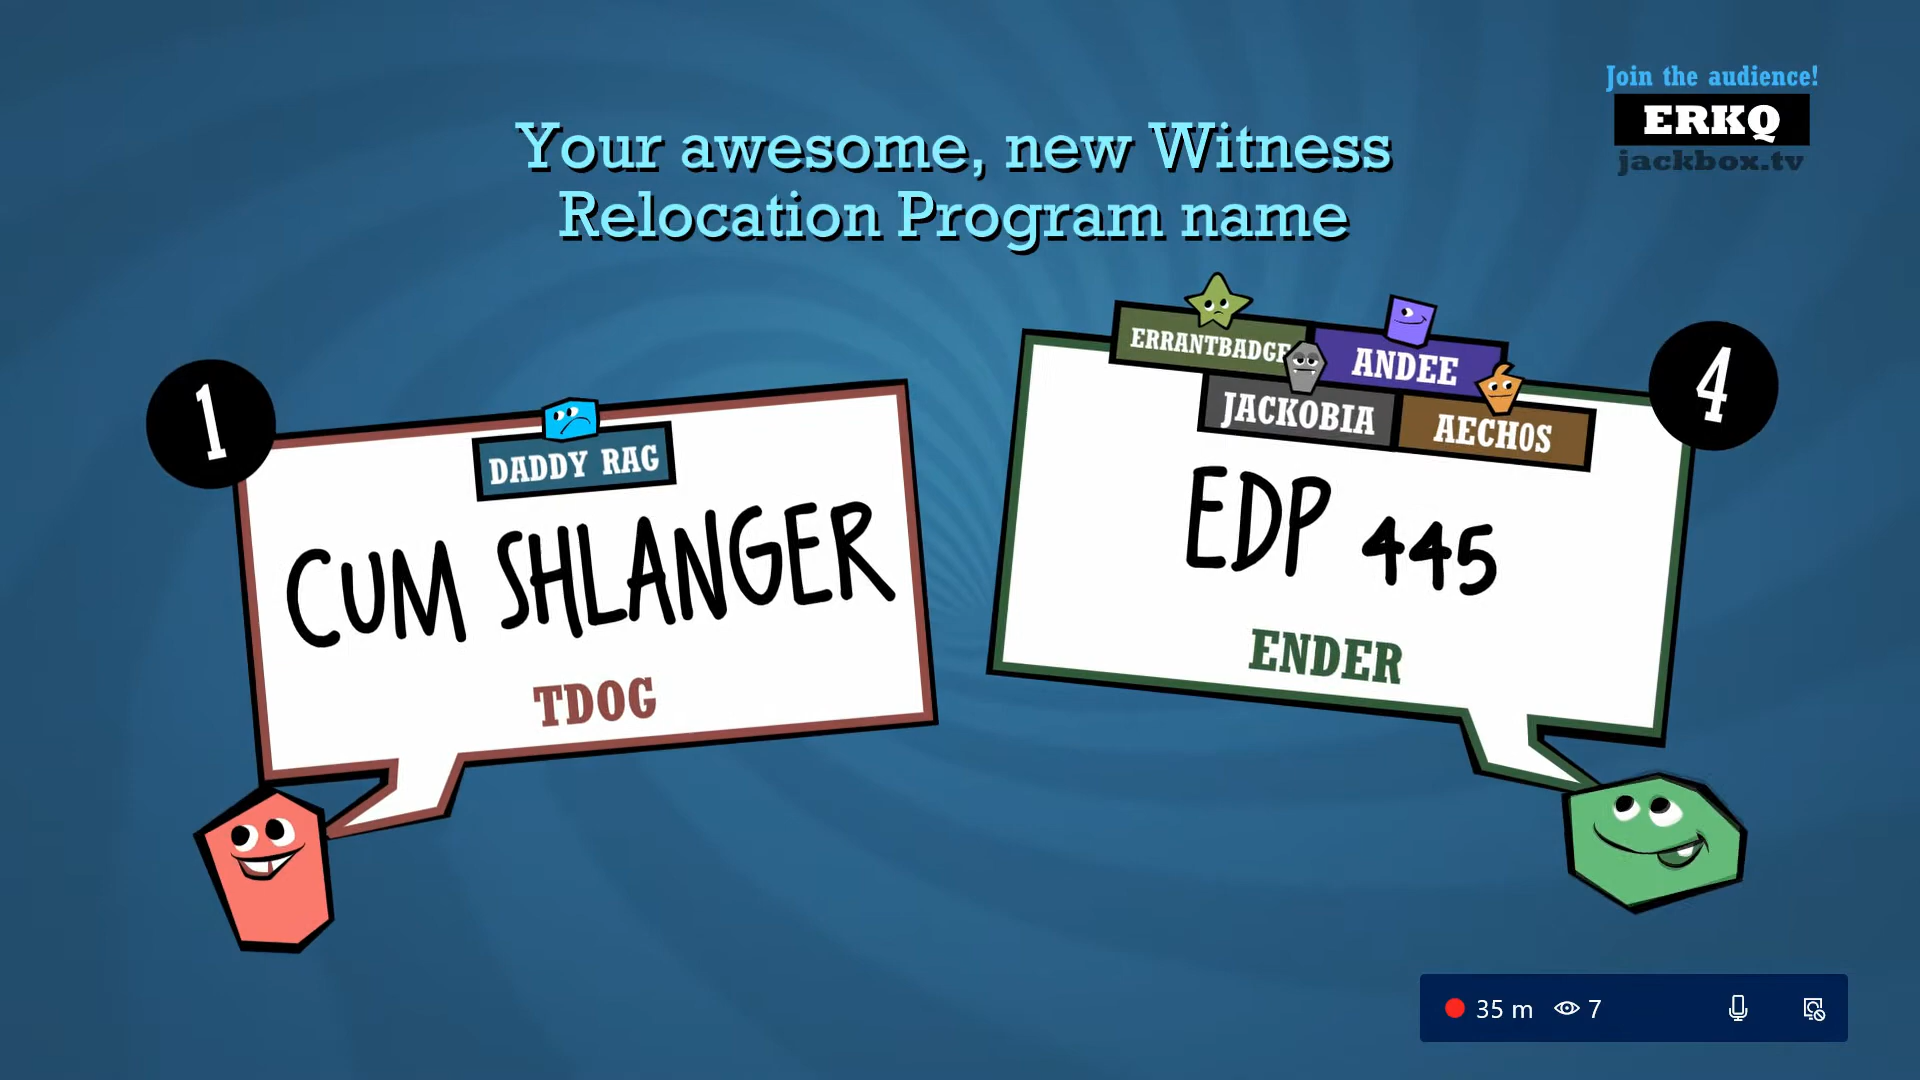 Join the audience!
ERKQ
jackbox.tv
Your awesome, new Witness
Relocation Program name
1
DADDY RAG
CUM SHLANGER
TDOG
4
ERRANTBADGE
ANDEE
JACKOBIA
AECHOS
EDP 445
ENDER
35 m
7